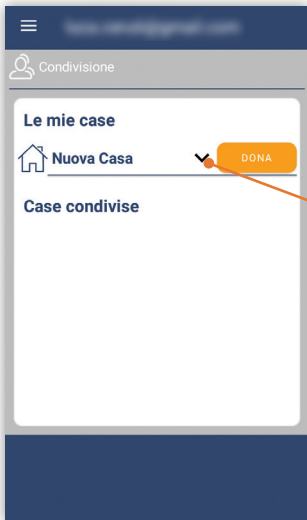 Condivisione
Le mie case
Nuova Casa
DONA
Case condivise